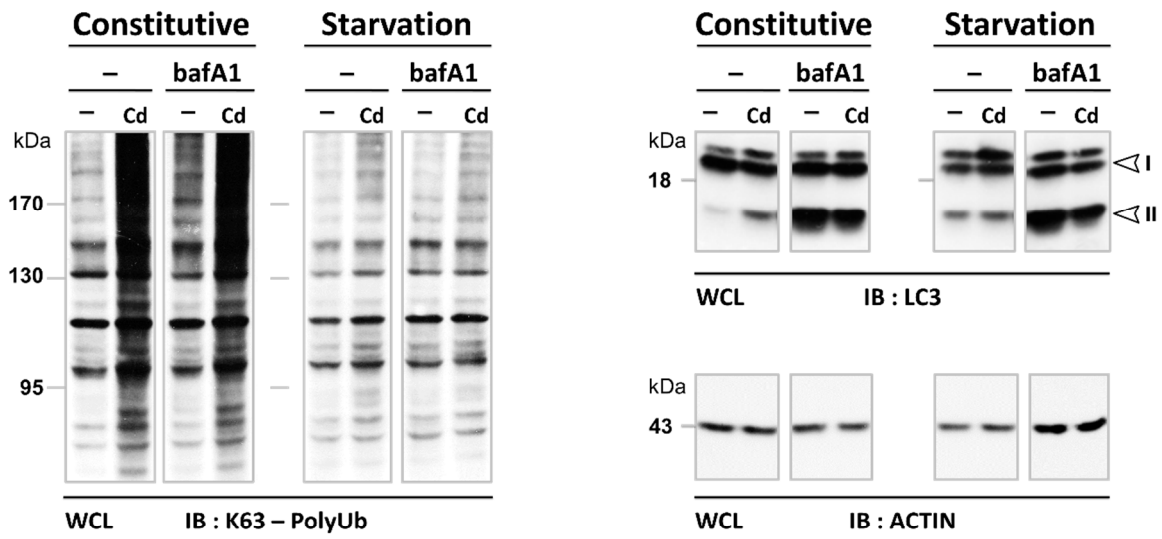 Constitutive Starvation
– bafA1 – bafA1
– Cd – Cd – Cd – Cd
kDa
170
130
95
WCL IB : K63 – PolyUb
Constitutive Starvation
– bafA1 – bafA1
– Cd – Cd – Cd – Cd
kDa
18
I
II
WCL IB : LC3
kDa
43
WCL IB : ACTIN